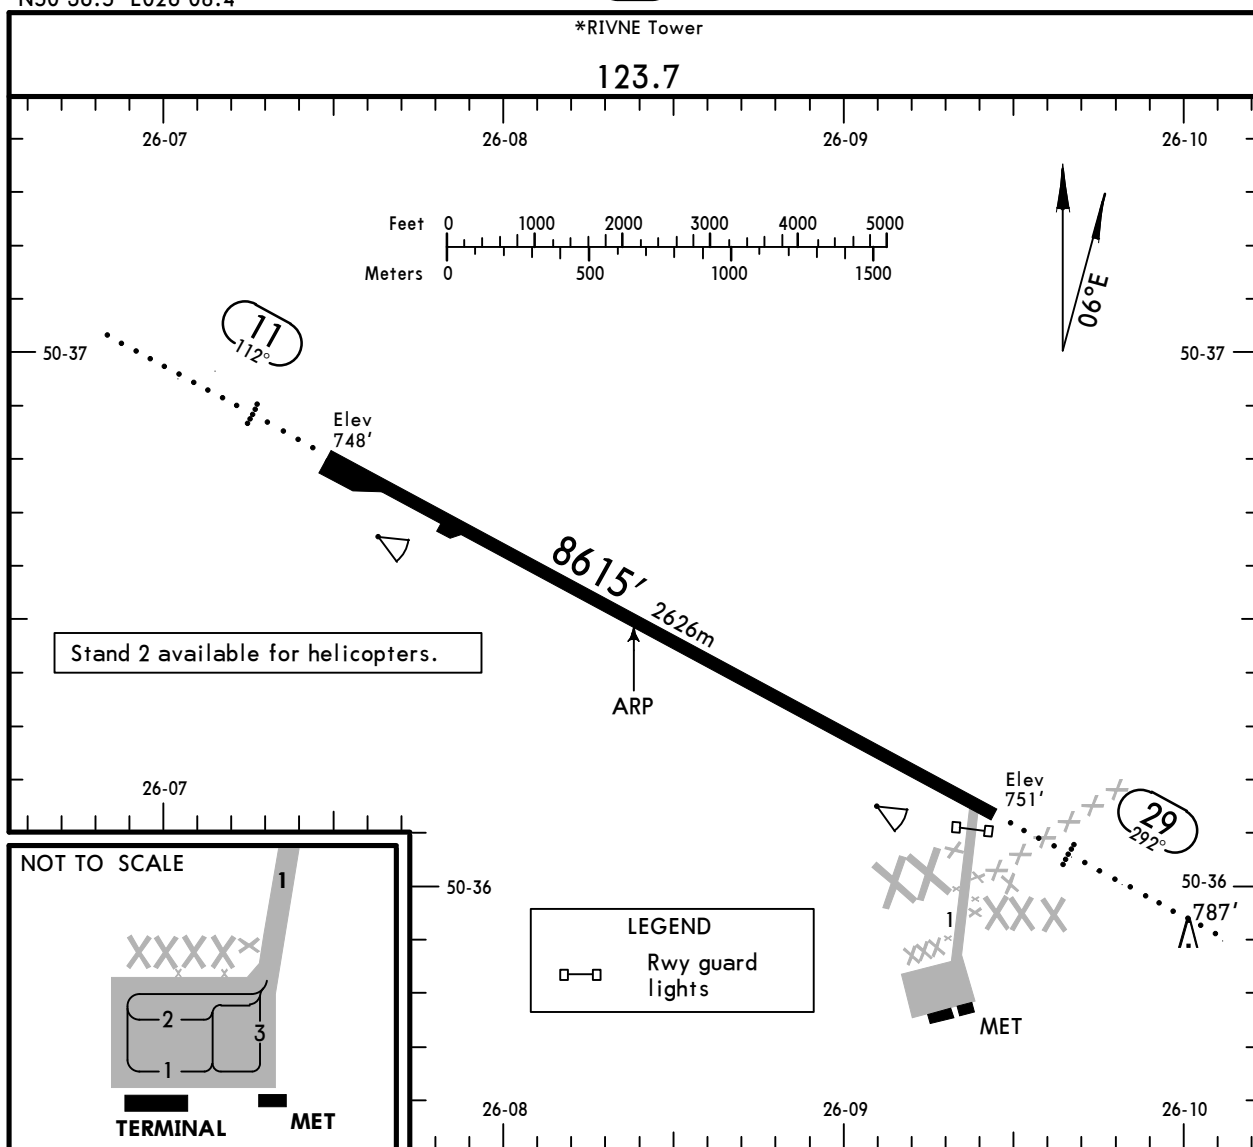 *RIVNE Tower
123.7
26-07
26-08
26-09
26-10
Feet 0 1000 2000 3000 4000 5000
Meters 0 500 1000 1500
06°E
11
112°
50-37
50-37
Elev
748'
8615'
2626m
Stand 2 available for helicopters.
ARP
26-07
Elev
751'
29
292°
NOT TO SCALE
1
50-36
50-36
787'
LEGEND
Rwy guard
lights
1
2
3
1
MET
TERMINAL
MET
26-08
26-09
26-10